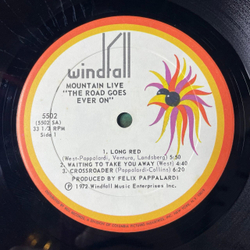 windfall
MOUNTAIN LIVE
"THE ROAD GOES
EVER ON"
5502
(5502 SA)
33 1/3 RPM
Side 1
1. LONG RED
(West-Pappalardi, Ventura, Landsberg) 5:50
2. WAITING TO TAKE YOU AWAY (West) 4:40
3. CROSSROADER (Pappalardi-Collins) 6:20
PRODUCED BY FELIX PAPPALARDI
Ⓟ 1972 Windfall Music Enterprises Inc.